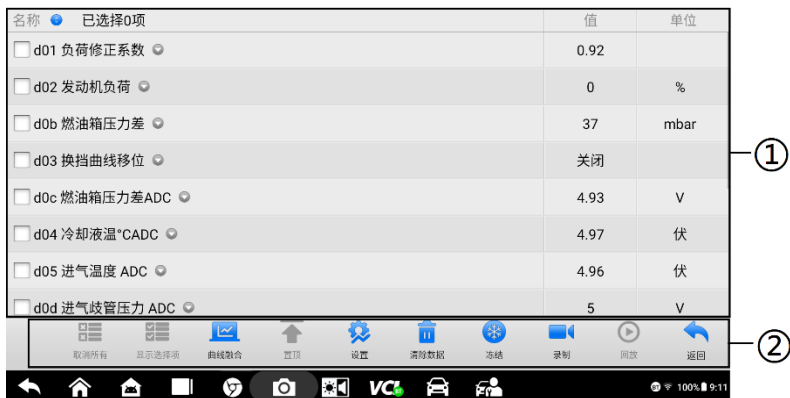 名称 已选择0项 值 单位
d01 负荷修正系数 0.92
d02 发动机负荷 0 %
d0b 燃油箱压力差 37 mbar
d03 换挡曲线移位 关闭
d0c 燃油箱压力差ADC 4.93 V
d04 冷却液温°CADC 4.97 伏
d05 进气温度 ADC 4.96 伏
d0d 进气歧管压力 ADC 5 V
①
取消所有 显示选择项 曲线融合 置顶 设置 清除数据 冻结 录制 回放 返回
②
VCI 100% 9:11